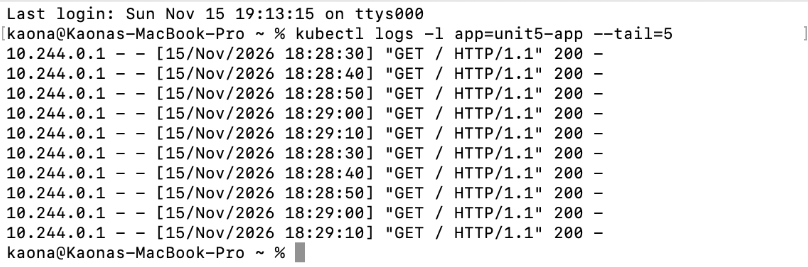 Last login: Sun Nov 15 19:13:15 on ttys000
[kaona@Kaonas-MacBook-Pro ~ % kubectl logs -l app=unit5-app --tail=5 ]
10.244.0.1 - - [15/Nov/2026 18:28:30] "GET / HTTP/1.1" 200 -
10.244.0.1 - - [15/Nov/2026 18:28:40] "GET / HTTP/1.1" 200 -
10.244.0.1 - - [15/Nov/2026 18:28:50] "GET / HTTP/1.1" 200 -
10.244.0.1 - - [15/Nov/2026 18:29:00] "GET / HTTP/1.1" 200 -
10.244.0.1 - - [15/Nov/2026 18:29:10] "GET / HTTP/1.1" 200 -
10.244.0.1 - - [15/Nov/2026 18:28:30] "GET / HTTP/1.1" 200 -
10.244.0.1 - - [15/Nov/2026 18:28:40] "GET / HTTP/1.1" 200 -
10.244.0.1 - - [15/Nov/2026 18:28:50] "GET / HTTP/1.1" 200 -
10.244.0.1 - - [15/Nov/2026 18:29:00] "GET / HTTP/1.1" 200 -
10.244.0.1 - - [15/Nov/2026 18:29:10] "GET / HTTP/1.1" 200 -
kaona@Kaonas-MacBook-Pro ~ %